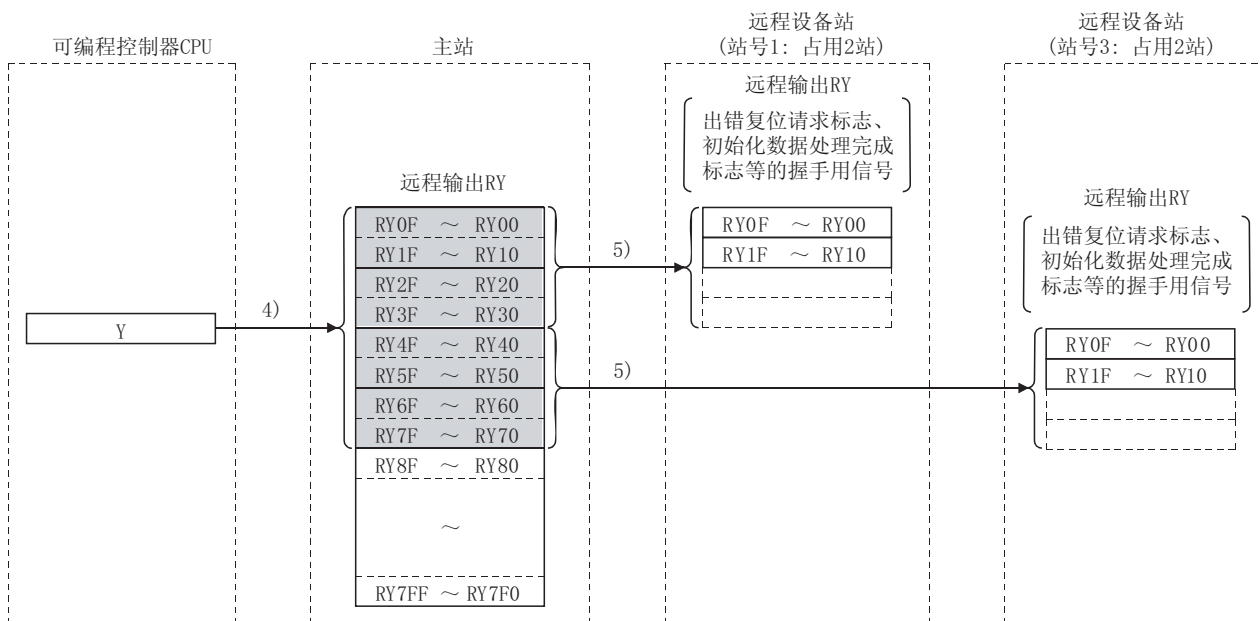 可编程控制器CPU
主站
远程设备站
(站号1: 占用2站)
远程设备站
(站号3: 占用2站)
Y
4)
远程输出RY
RY0F ～ RY00
RY1F ～ RY10
RY2F ～ RY20
RY3F ～ RY30
RY4F ～ RY40
RY5F ～ RY50
RY6F ～ RY60
RY7F ～ RY70
RY8F ～ RY80
～
RY7FF ～ RY7F0
5)
5)
远程输出RY
出错复位请求标志、
初始化数据处理完成
标志等的握手用信号
RY0F ～ RY00
RY1F ～ RY10
远程输出RY
出错复位请求标志、
初始化数据处理完成
标志等的握手用信号
RY0F ～ RY00
RY1F ～ RY10